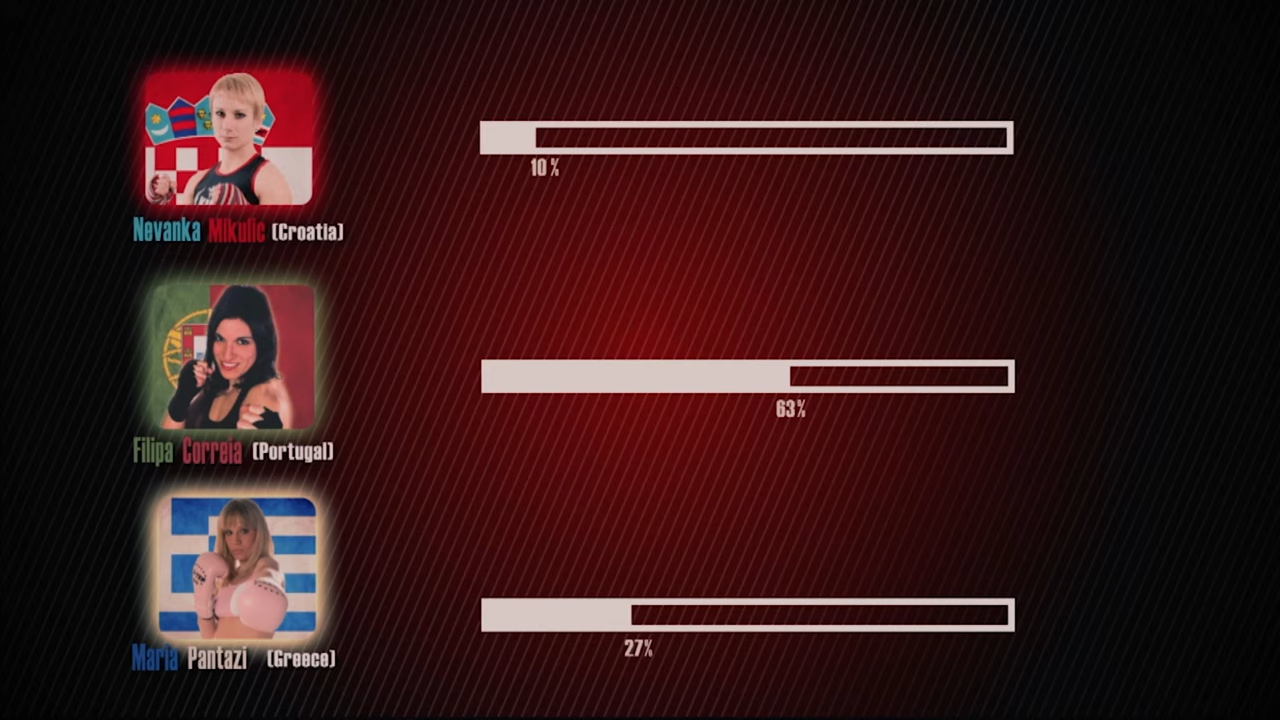 10%
Nevanka Mikulic (Croatia)
63%
Filipa Correia (Portugal)
27%
Maria Pantazi (Greece)